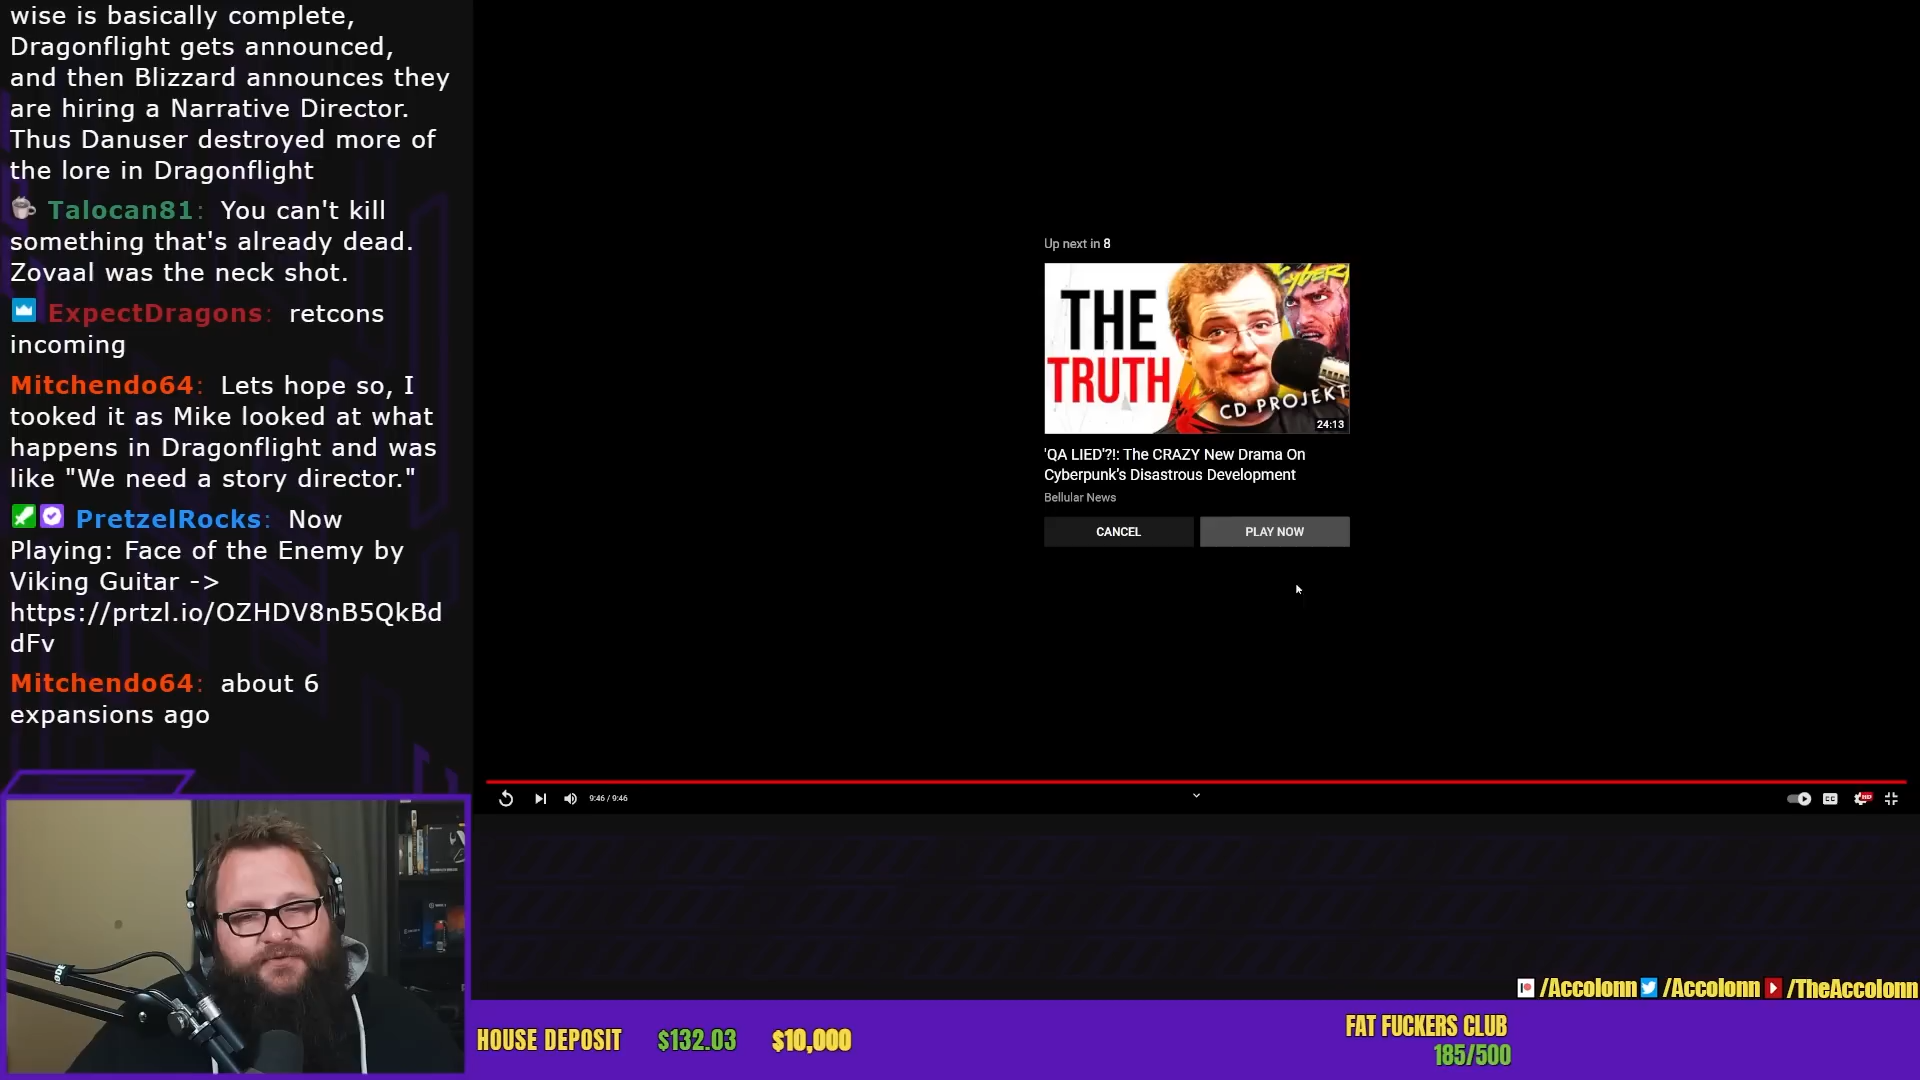 wise is basically complete,
Dragonflight gets announced,
and then Blizzard announces they
are hiring a Narrative Director.
Thus Danuser destroyed more of
the lore in Dragonflight
Talocan81: You can't kill
something that's already dead.
Zovaal was the neck shot.
ExpectDragons: retcons
incoming
Mitchendo64: Lets hope so, I
tooked it as Mike looked at what
happens in Dragonflight and was
like "We need a story director."
PretzelRocks: Now
Playing: Face of the Enemy by
Viking Guitar ->
https://prtzl.io/OZHDV8nB5QkBd
dFv
Mitchendo64: about 6
expansions ago
Up next in 8
THE
TRUTH
CYBER
CD PROJEKT
24:13
'QA LIED'?!: The CRAZY New Drama On
Cyberpunk's Disastrous Development
Bellular News
CANCEL
PLAY NOW
9:46 / 9:46
CC
HD
/Accolonn /Accolonn /TheAccolonn
HOUSE DEPOSIT $132.03 $10,000
FAT FUCKERS CLUB
185/500